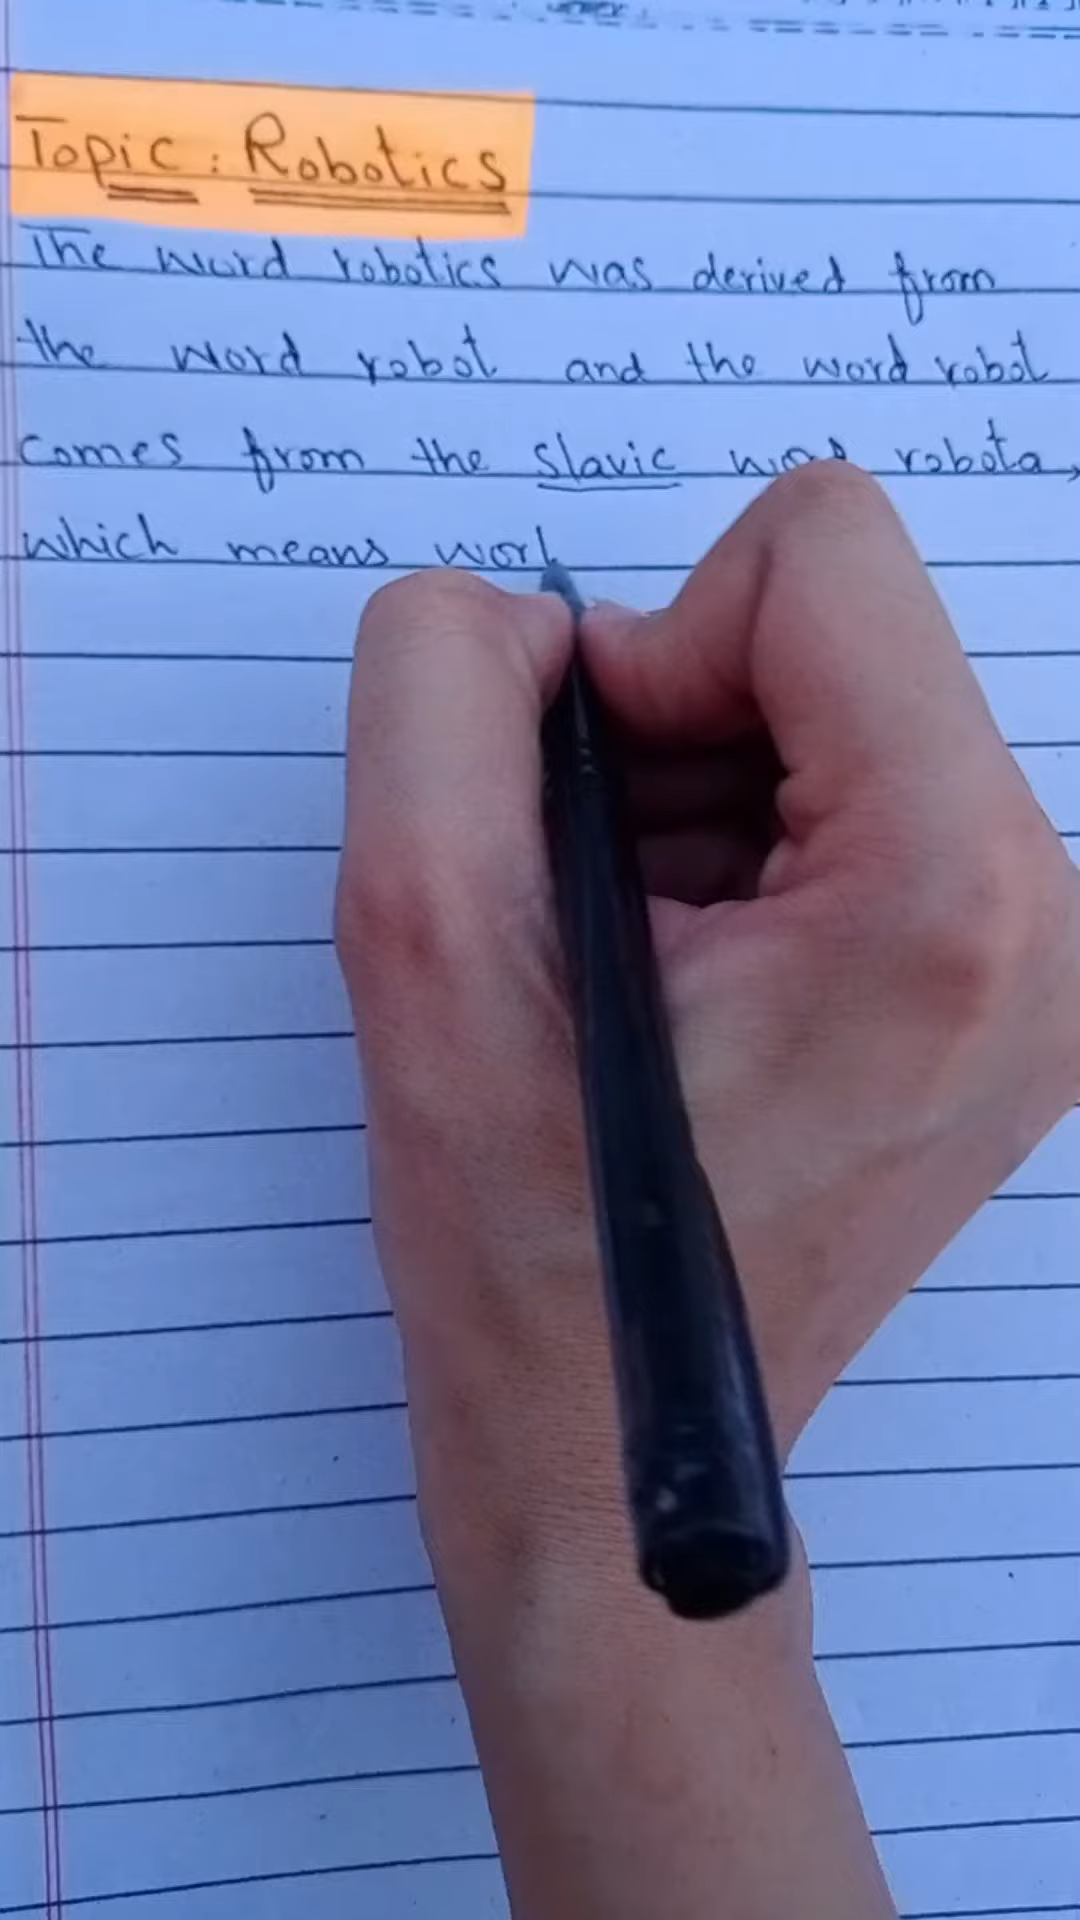 Topic : Robotics
The word robotics was derived from
the word robot and the word robot
comes from the Slavic robota,
which means